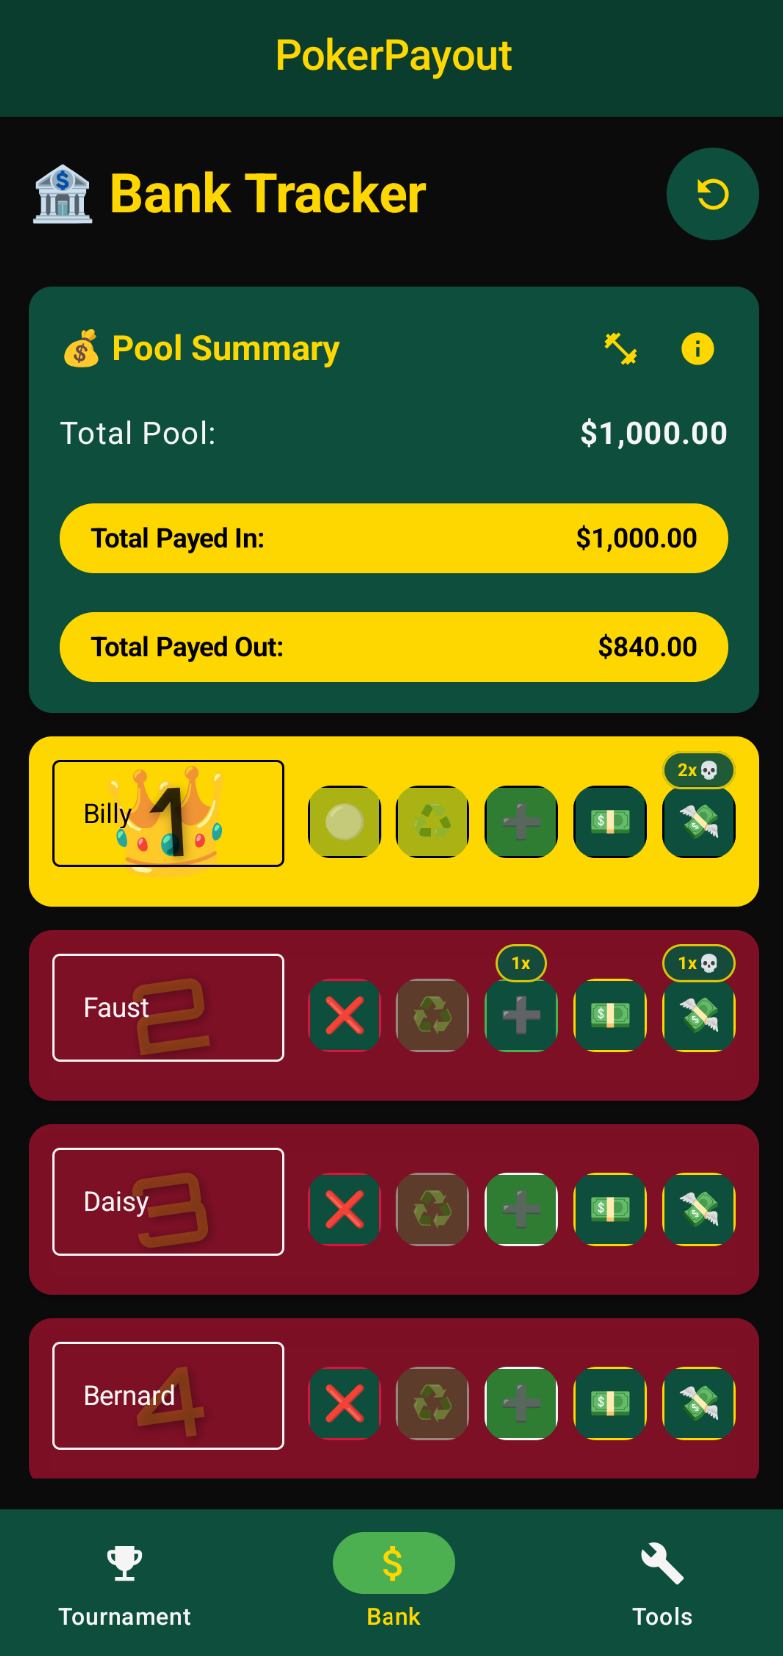 PokerPayout
Bank Tracker
Pool Summary
Total Pool: $1,000.00
Total Payed In: $1,000.00
Total Payed Out: $840.00
2x
Billy 1
1x 1x
Faust 2
Daisy 3
Bernard 4
Tournament Bank Tools